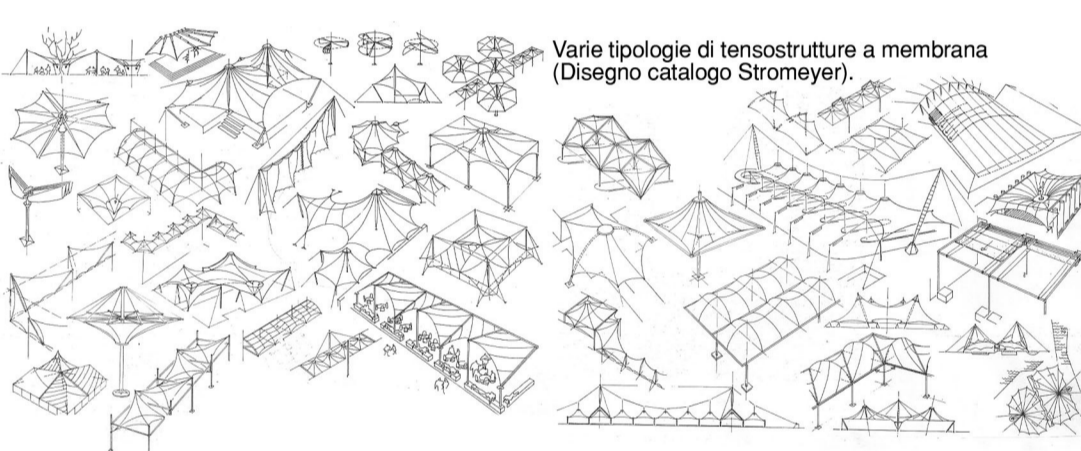 Varie tipologie di tensostrutture a membrana
(Disegno catalogo Stromeyer).